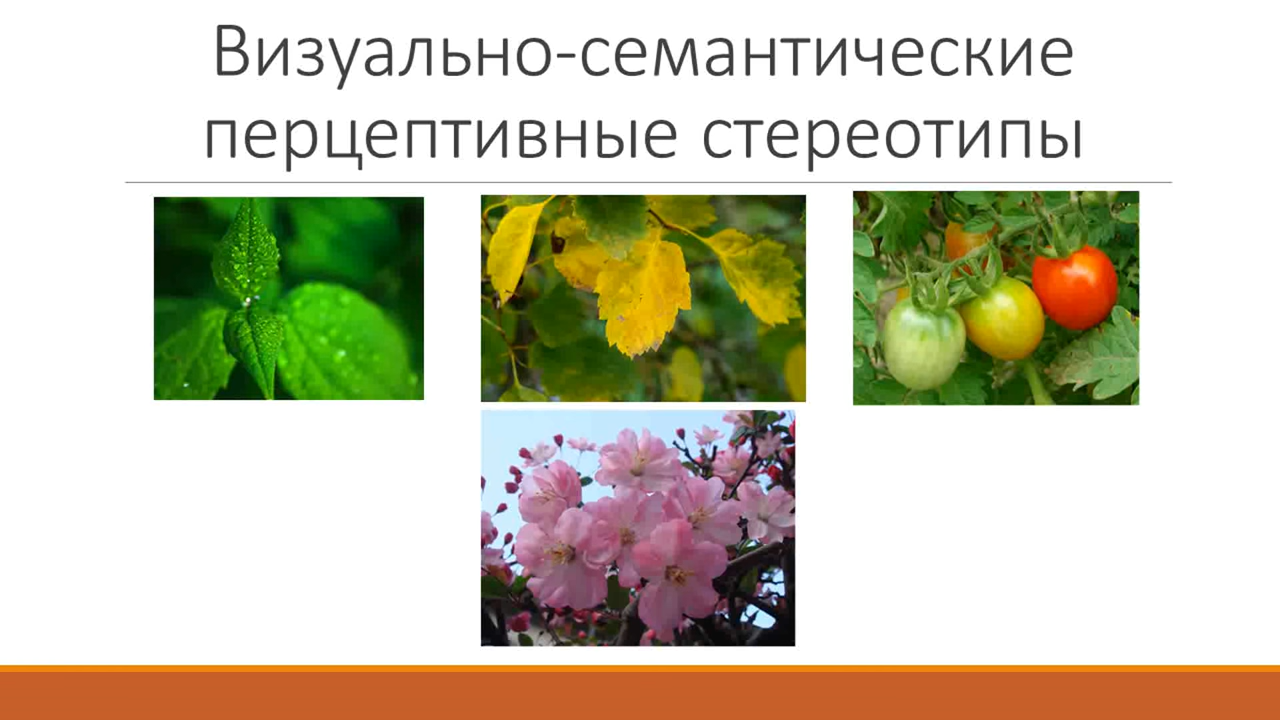 Визуально-семантические
перцептивные стереотипы